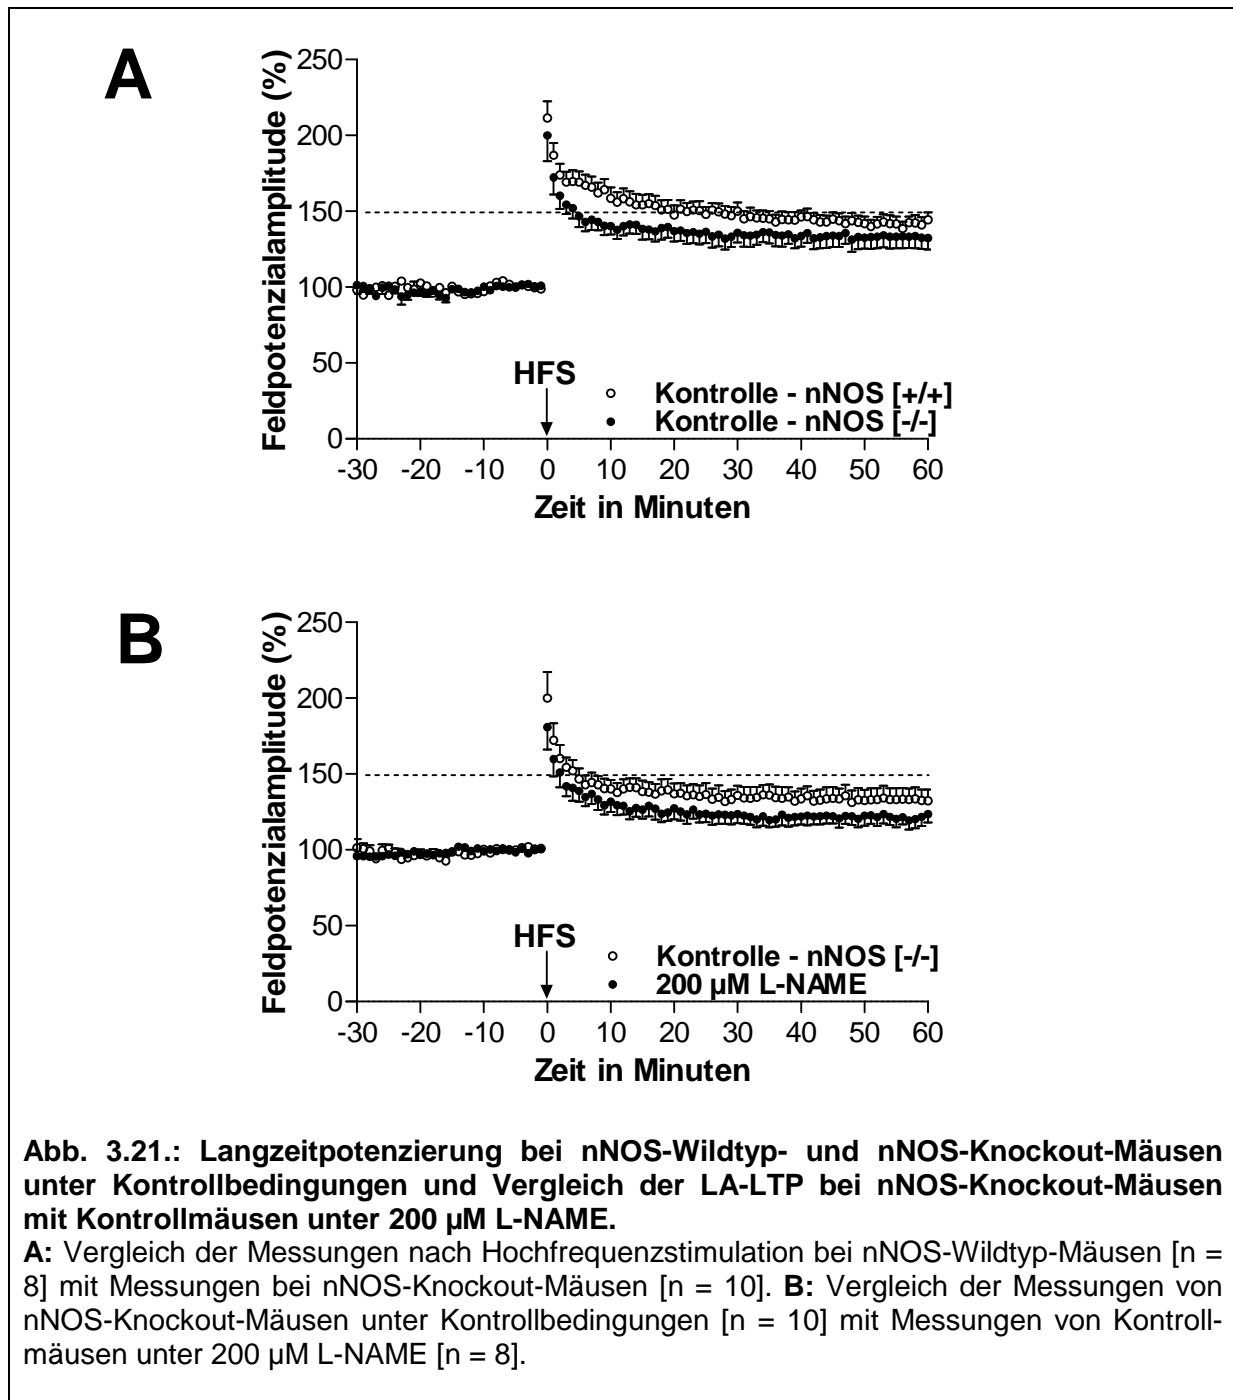 A
Feldpotenzialamplitude (%)
250
200
150
100
50
0
HFS
Kontrolle - nNOS [+/+]
Kontrolle - nNOS [-/-]
-30 -20 -10 0 10 20 30 40 50 60
Zeit in Minuten
B
Feldpotenzialamplitude (%)
250
200
150
100
50
0
HFS
Kontrolle - nNOS [-/-]
200 µM L-NAME
-30 -20 -10 0 10 20 30 40 50 60
Zeit in Minuten
Abb. 3.21.: Langzeitpotenzierung bei nNOS-Wildtyp- und nNOS-Knockout-Mäusen
unter Kontrollbedingungen und Vergleich der LA-LTP bei nNOS-Knockout-Mäusen
mit Kontrollmäusen unter 200 µM L-NAME.
A: Vergleich der Messungen nach Hochfrequenzstimulation bei nNOS-Wildtyp-Mäusen [n =
8] mit Messungen bei nNOS-Knockout-Mäusen [n = 10]. B: Vergleich der Messungen von
nNOS-Knockout-Mäusen unter Kontrollbedingungen [n = 10] mit Messungen von Kontroll-
mäusen unter 200 µM L-NAME [n = 8].